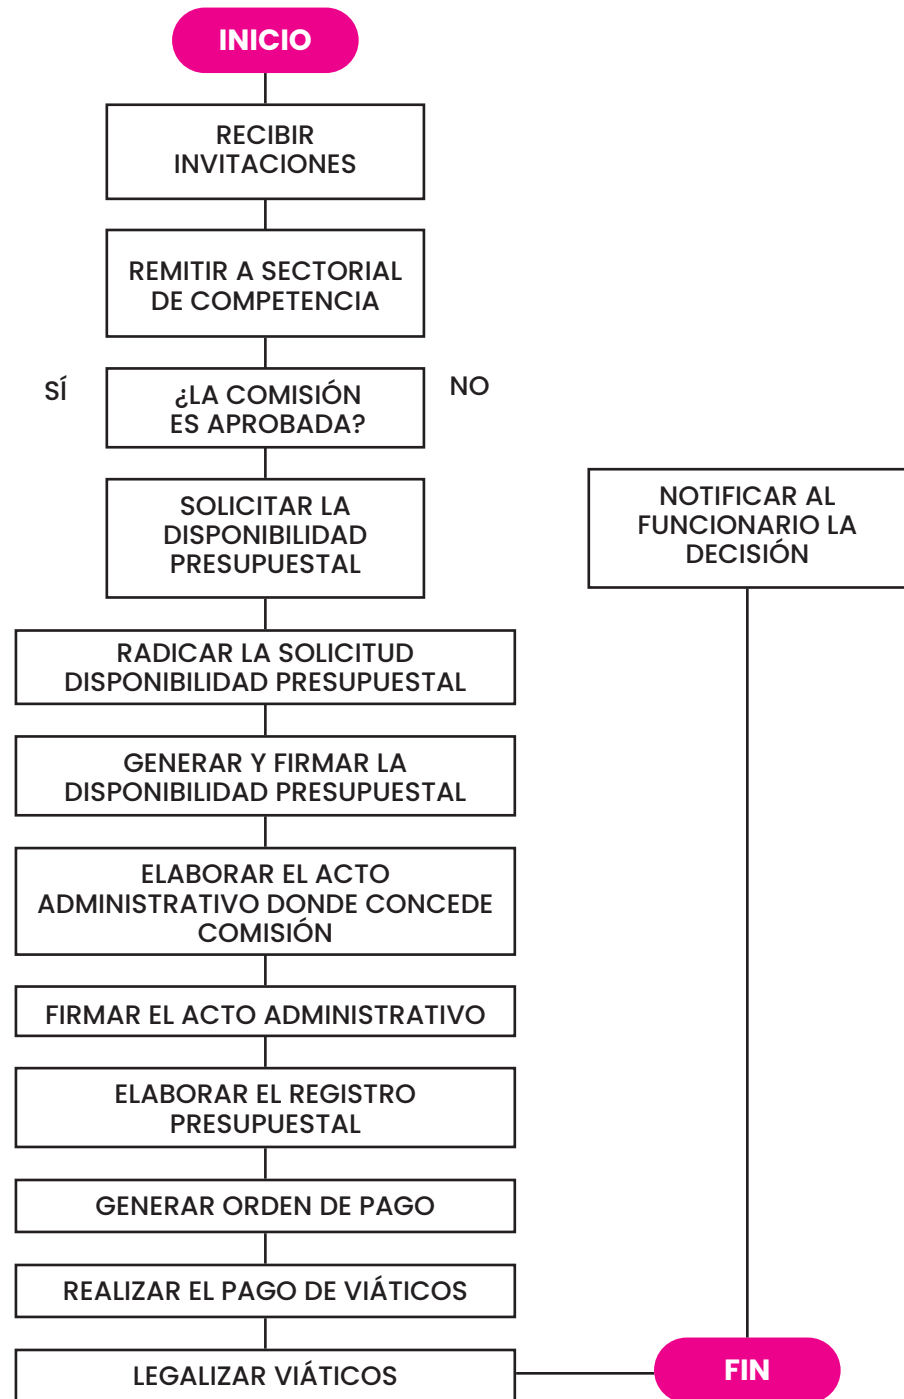 INICIO
RECIBIR
INVITACIONES
REMITIR A SECTORIAL
DE COMPETENCIA
SÍ
¿LA COMISIÓN
ES APROBADA?
NO
SOLICITAR LA
DISPONIBILIDAD
PRESUPUESTAL
NOTIFICAR AL
FUNCIONARIO LA
DECISIÓN
RADICAR LA SOLICITUD
DISPONIBILIDAD PRESUPUESTAL
GENERAR Y FIRMAR LA
DISPONIBILIDAD PRESUPUESTAL
ELABORAR EL ACTO
ADMINISTRATIVO DONDE CONCEDE
COMISIÓN
FIRMAR EL ACTO ADMINISTRATIVO
ELABORAR EL REGISTRO
PRESUPUESTAL
GENERAR ORDEN DE PAGO
REALIZAR EL PAGO DE VIÁTICOS
LEGALIZAR VIÁTICOS
FIN